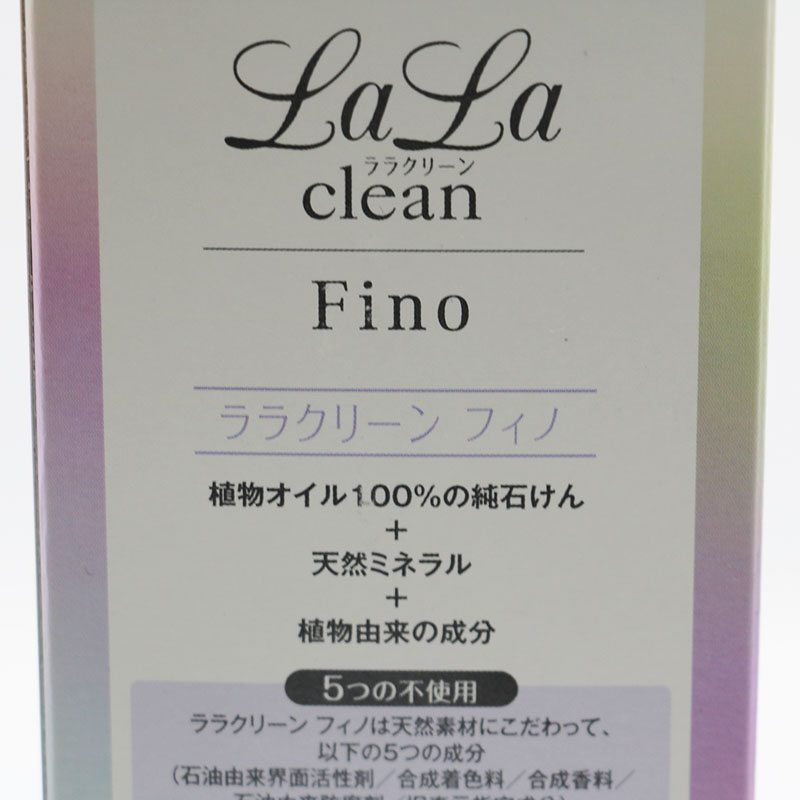 LaLa
ララクリーン
clean
Fino
ララクリーン フィノ
植物オイル100%の純石けん
+
天然ミネラル
+
植物由来の成分
5つの不使用
ララクリーン フィノは天然素材にこだわって、
以下の5つの成分
(石油由来界面活性剤/合成着色料/合成香料/